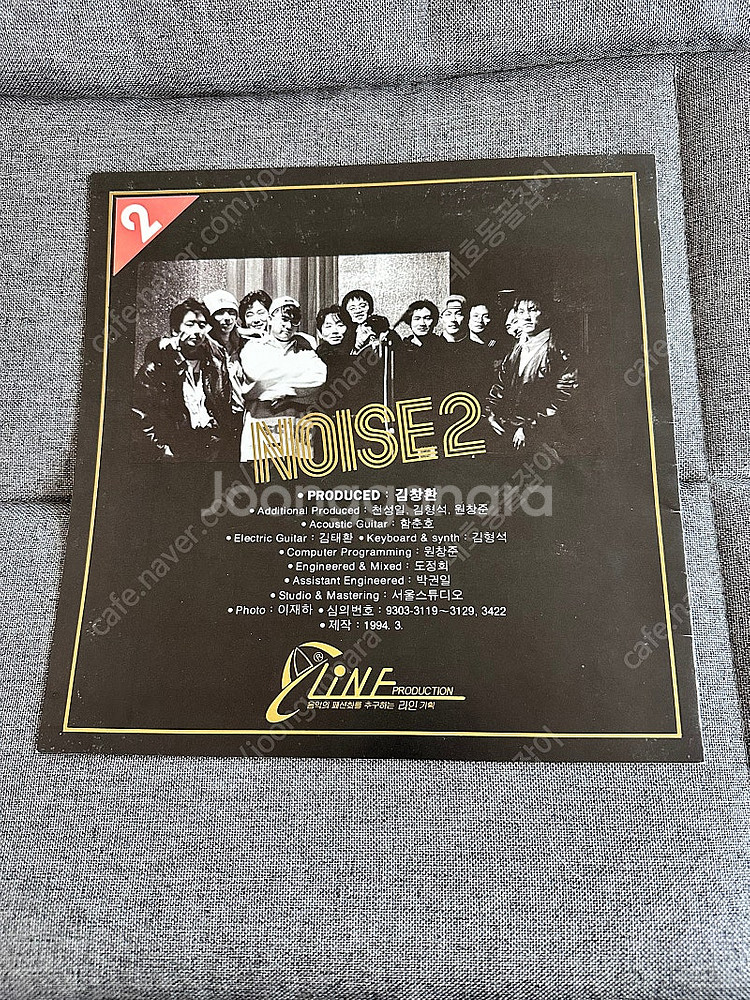 2
NOISE2
• PRODUCED : 김창환
• Additional Produced : 천성일, 김형석, 원창준
• Acoustic Guitar : 함춘호
• Electric Guitar : 김태환 • Keyboard & synth : 김형석
• Computer Programming : 원창준
• Engineered & Mixed : 도정회
• Assistant Engineered : 박권일
• Studio & Mastering : 서울스튜디오
• Photo : 이재하 • 심의번호 : 9303-3119~3129, 3422
• 제작 : 1994. 3.
LINE PRODUCTION
음악의 패션화를 추구하는 라인 기획
Joongonara